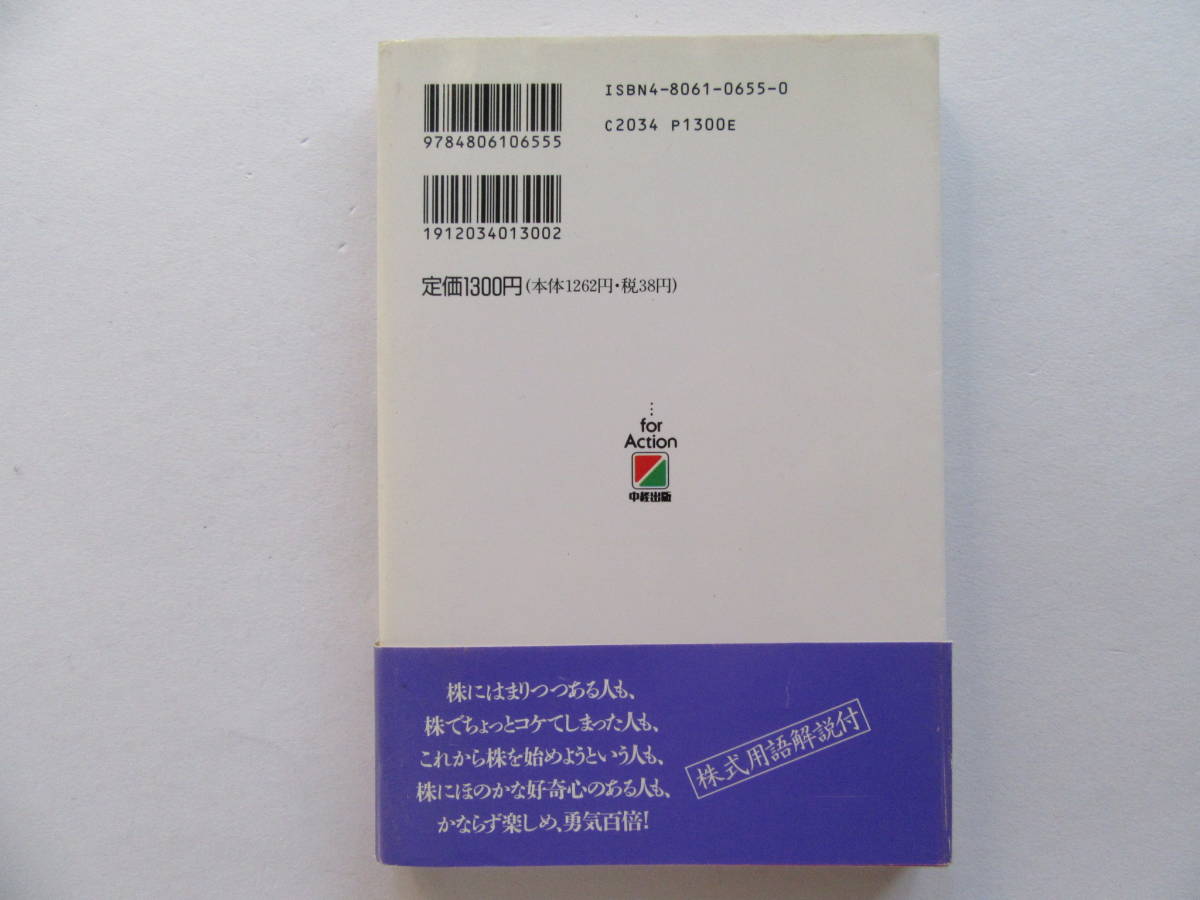 ISBN4-8061-0655-0
9784806106555
C2034 P1300E
1912034013002
定価1300円(本体1262円・税38円)
…
for
Action
中経出版
株にはまりつつある人も、
株でちょっとコケてしまった人も、
これから株を始めようという人も、
株にほのかな好奇心のある人も、
かならず楽しめ、勇気百倍!
株式用語解説付